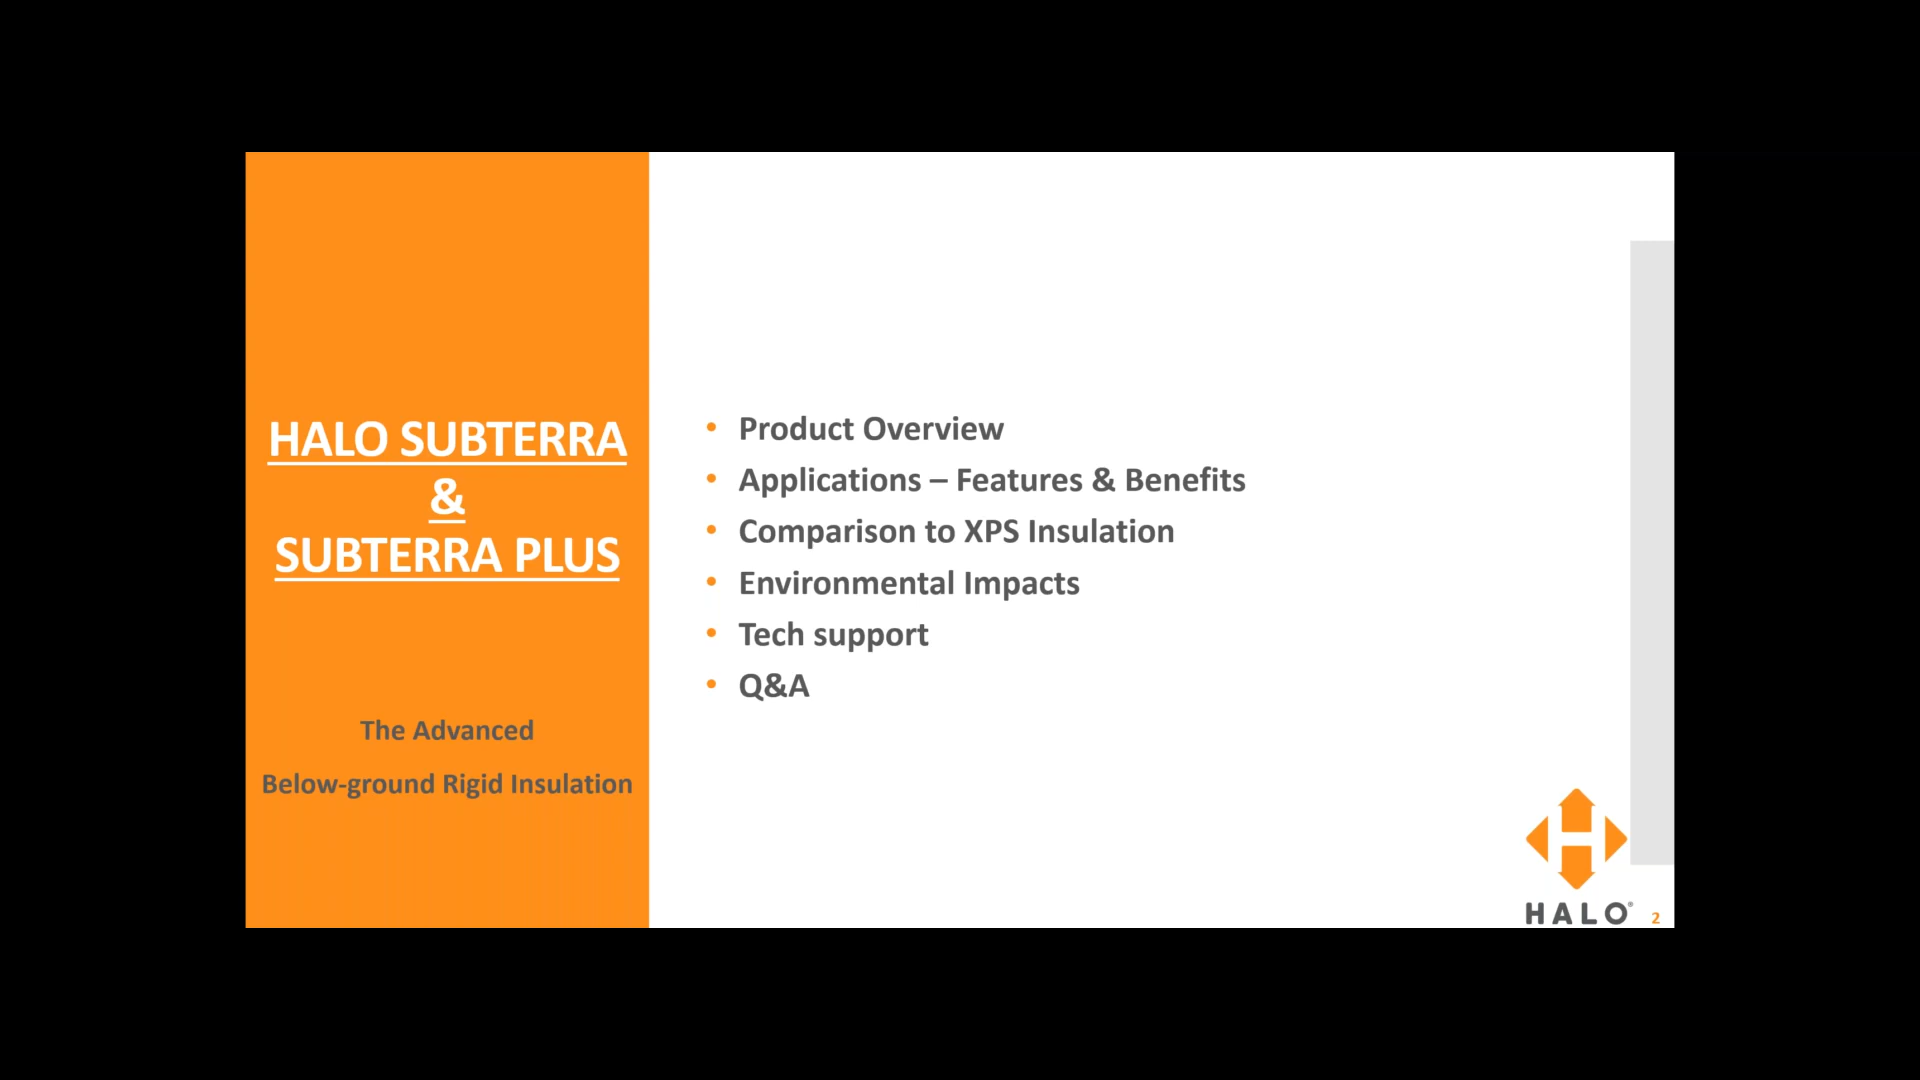 HALO SUBTERRA
&
SUBTERRA PLUS
The Advanced
Below-ground Rigid Insulation
• Product Overview
• Applications – Features & Benefits
• Comparison to XPS Insulation
• Environmental Impacts
• Tech support
• Q&A
HALO®
2